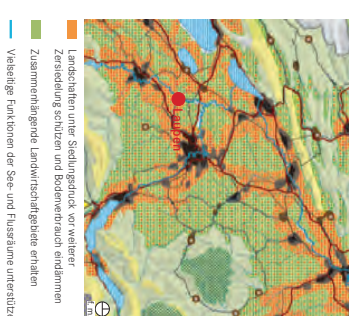 Laupen
Landschaften unter Siedlungsdruck vor weiterer
Zersiedelung schützen und Bodenverbrauch eindämmen
Zusammenhängende Landwirtschaftsgebiete erhalten
Vielseitige Funktionen der See- und Flussräume